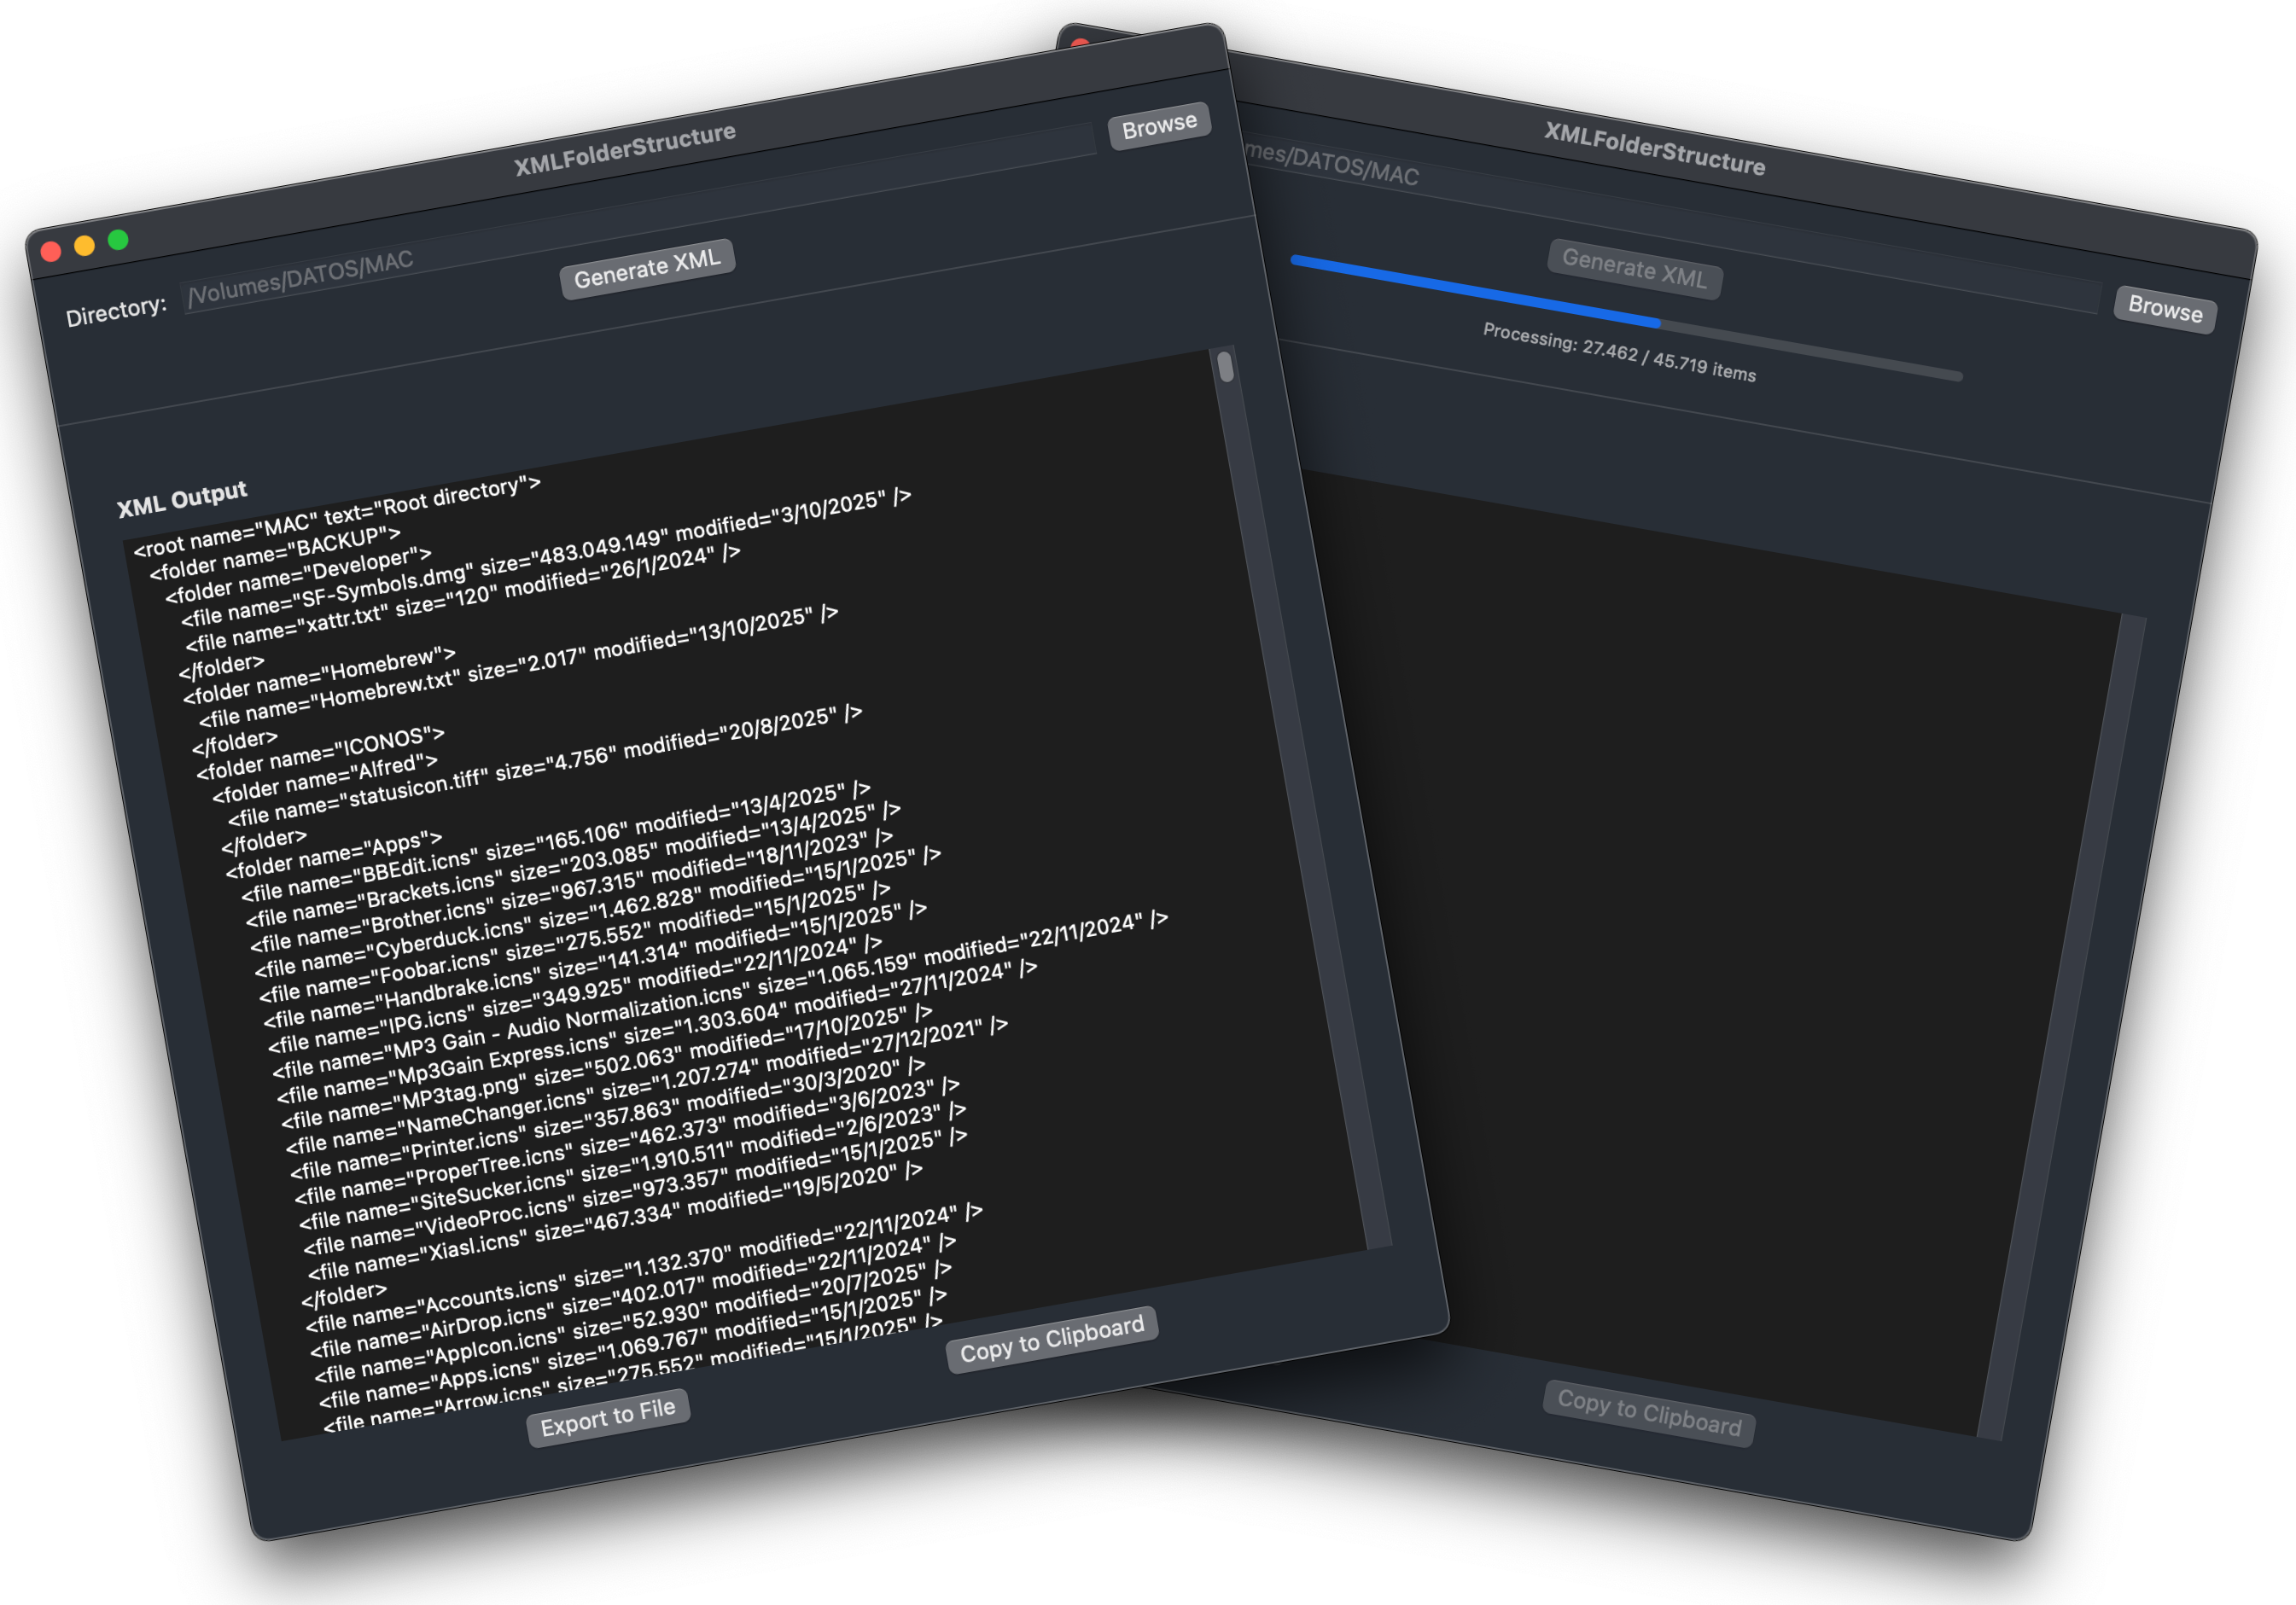 XMLFolderStructure
Directory: /Volumes/DATOS/MAC Browse
Generate XML
XML Output
<root name="MAC" text="Root directory">
<folder name="BACKUP">
<folder name="Developer">
<file name="SF-Symbols.dmg" size="483.049.149" modified="3/10/2025" />
<file name="xattr.txt" size="120" modified="26/1/2024" />
</folder>
<folder name="Homebrew">
<file name="Homebrew.txt" size="2.017" modified="13/10/2025" />
</folder>
<folder name="ICONOS">
<folder name="Alfred">
<file name="statusicon.tiff" size="4.756" modified="20/8/2025" />
</folder>
<folder name="Apps">
<file name="BBEdit.icns" size="165.106" modified="13/4/2025" />
<file name="Brackets.icns" size="203.085" modified="13/4/2025" />
<file name="Brother.icns" size="967.315" modified="18/11/2023" />
<file name="Cyberduck.icns" size="1.462.828" modified="15/1/2025" />
<file name="Foobar.icns" size="275.552" modified="15/1/2025" />
<file name="Handbrake.icns" size="141.314" modified="15/1/2025" />
<file name="IPG.icns" size="349.925" modified="22/11/2024" />
<file name="MP3 Gain - Audio Normalization.icns" size="1.065.159" modified="22/11/2024" />
<file name="Mp3Gain Express.icns" size="1.303.604" modified="27/11/2024" />
<file name="MP3tag.png" size="502.063" modified="17/10/2025" />
<file name="NameChanger.icns" size="1.207.274" modified="27/12/2021" />
<file name="Printer.icns" size="357.863" modified="30/3/2020" />
<file name="ProperTree.icns" size="462.373" modified="3/6/2023" />
<file name="SiteSucker.icns" size="1.910.511" modified="2/6/2023" />
<file name="VideoProc.icns" size="973.357" modified="15/1/2025" />
<file name="Xiasl.icns" size="467.334" modified="19/5/2020" />
</folder>
<file name="Accounts.icns" size="1.132.370" modified="22/11/2024" />
<file name="AirDrop.icns" size="402.017" modified="22/11/2024" />
<file name="AppIcon.icns" size="52.930" modified="20/7/2025" />
<file name="Apps.icns" size="1.069.767" modified="15/1/2025" />
<file name="Arrow.icns" size="275.552" modified="15/1/2025" />
Export to File Copy to Clipboard
XMLFolderStructure
mes/DATOS/MAC Browse
Generate XML
Processing: 27.462 / 45.719 items
Copy to Clipboard